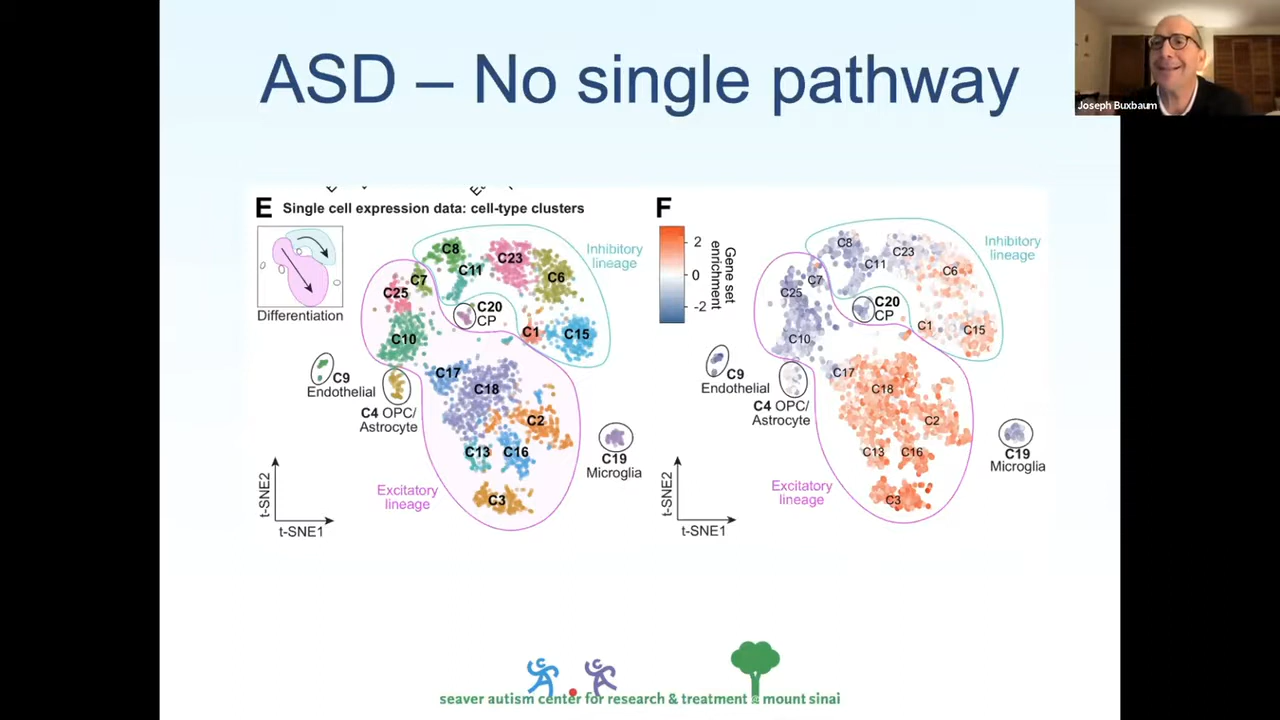 ASD – No single pathway
Joseph Buxbaum
E Single cell expression data: cell-type clusters
Differentiation
C8
C23
C11
C6
C7
C25
C20
CP
C1
C15
C10
Inhibitory
lineage
C9
Endothelial
C17
C18
C4 OPC/
Astrocyte
C2
C13
C16
C19
Microglia
C3
Excitatory
lineage
t-SNE2
t-SNE1
F
2
0
-2
Gene set
enrichment
C8
C23
C11
C6
C7
C25
C20
CP
C1
C15
C10
Inhibitory
lineage
C9
Endothelial
C17
C18
C4 OPC/
Astrocyte
C2
C13
C16
C19
Microglia
C3
Excitatory
lineage
t-SNE2
t-SNE1
seaver autism center for research & treatment at mount sinai